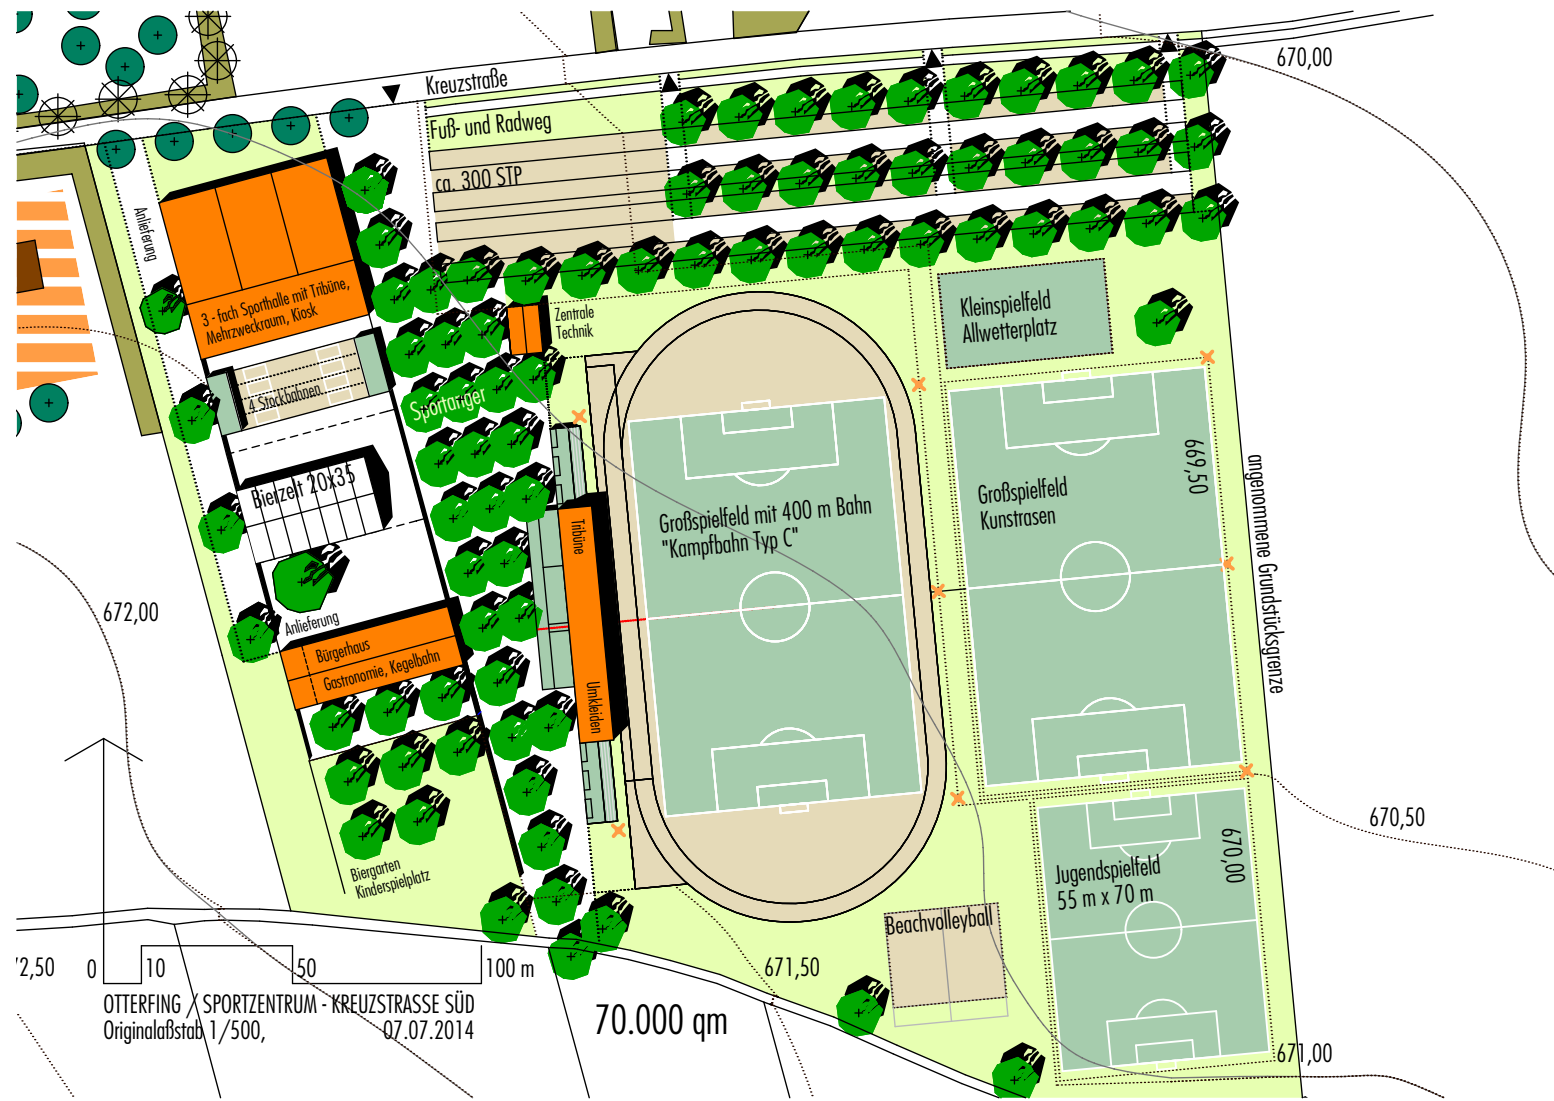 670,00
Kreuzstraße
Fuß- und Radweg
ca. 300 STP
Anlieferung
3 - fach Sporthalle mit Tribüne,
Mehrzweckraum, Kiosk
Zentrale
Technik
Kleinspielfeld
Allwetterplatz
4 Stockbahnen
Sportanger
Bierzelt 20x35
Großspielfeld mit 400 m Bahn
"Kampfbahn Typ C"
Großspielfeld
Kunstrasen
669,50
angenommene Grundstücksgrenze
Tribüne
Umkleiden
672,00
Anlieferung
Bürgerhaus
Gastronomie, Kegelbahn
Biergarten
Kinderspielplatz
670,50
Jugendspielfeld
55 m x 70 m
670,00
Beachvolleyball
671,50
671,00
72,50
0 10 50 100 m
OTTERFING / SPORTZENTRUM - KREUZSTRASSE SÜD
Originalaßstab 1/500, 07.07.2014
70.000 qm